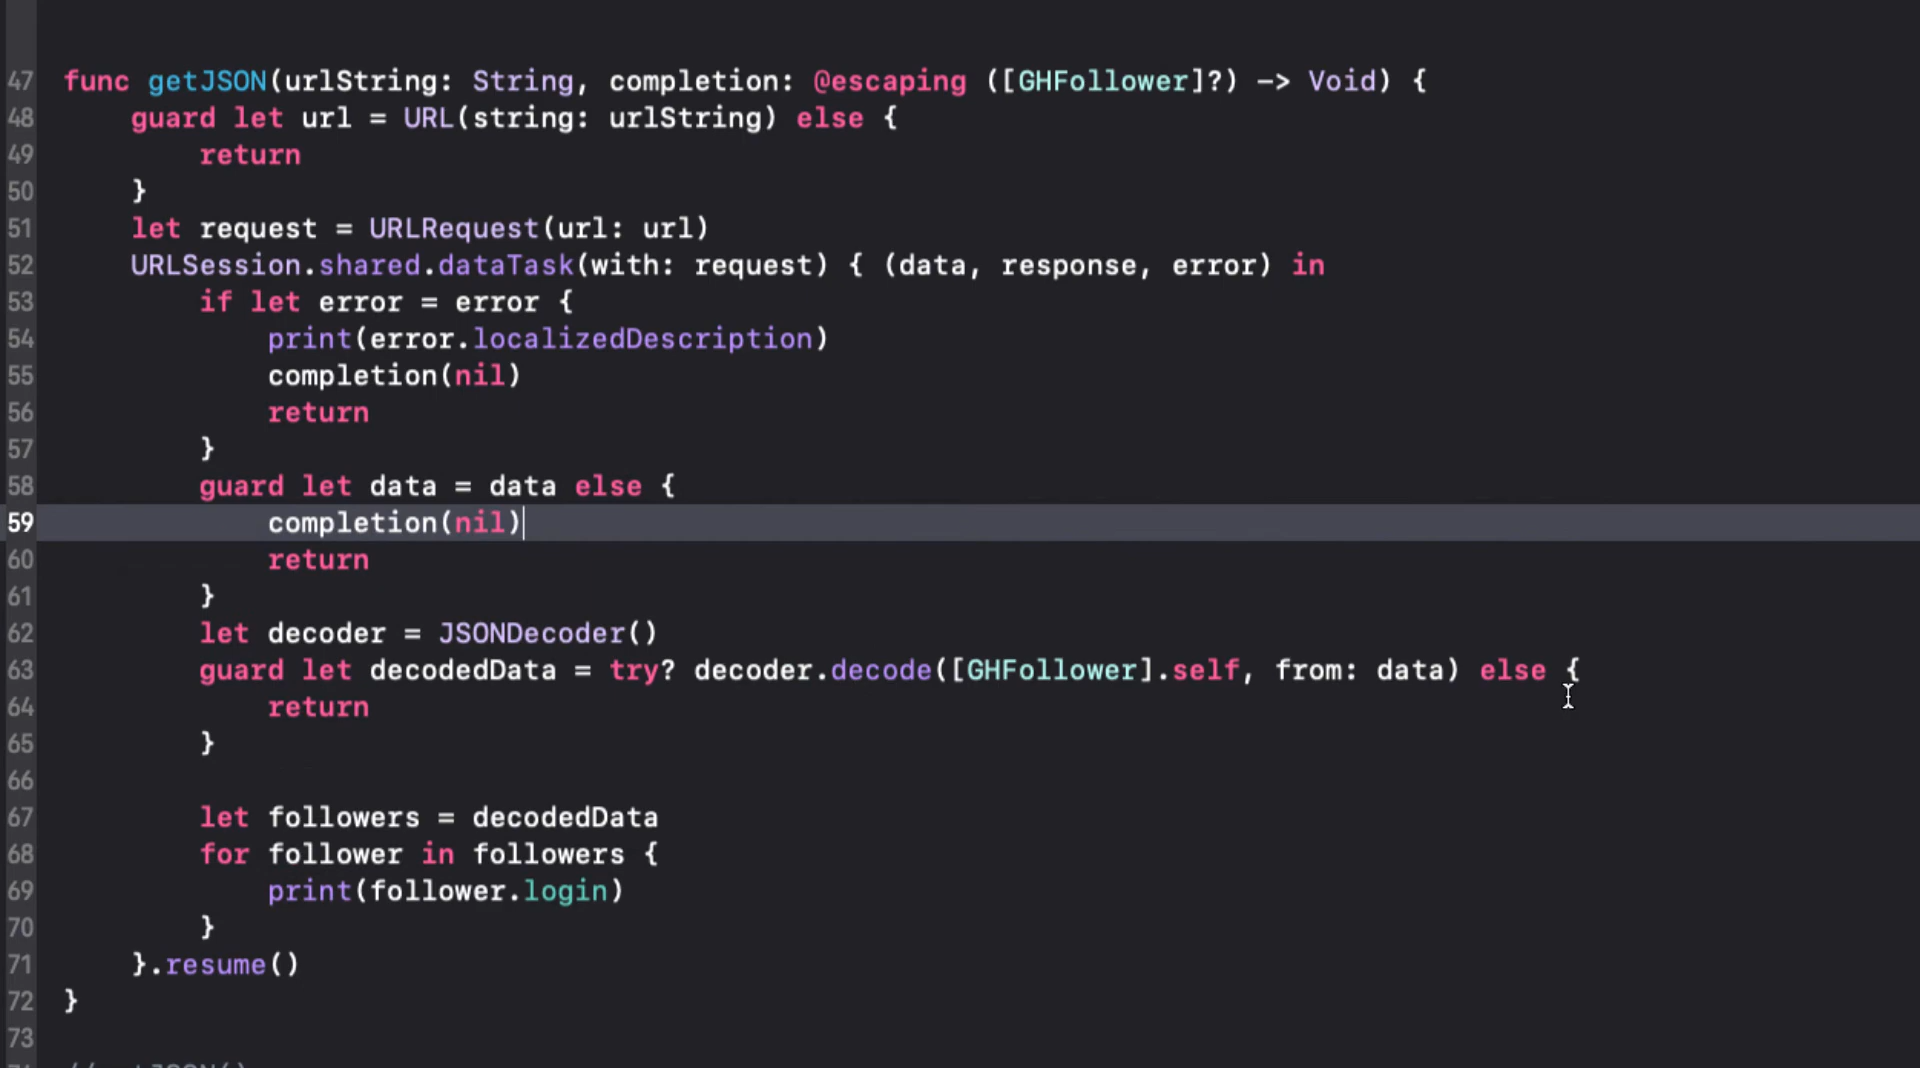 47 func getJSON(urlString: String, completion: @escaping ([GHFollower]?) -> Void) {
48 guard let url = URL(string: urlString) else {
49 return
50 }
51 let request = URLRequest(url: url)
52 URLSession.shared.dataTask(with: request) { (data, response, error) in
53 if let error = error {
54 print(error.localizedDescription)
55 completion(nil)
56 return
57 }
58 guard let data = data else {
59 completion(nil)
60 return
61 }
62 let decoder = JSONDecoder()
63 guard let decodedData = try? decoder.decode([GHFollower].self, from: data) else {
64 return
65 }
66
67 let followers = decodedData
68 for follower in followers {
69 print(follower.login)
70 }
71 }.resume()
72 }
73